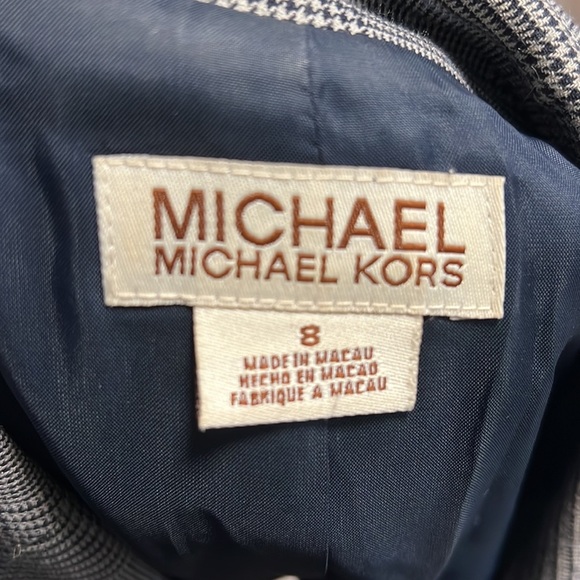 MICHAEL
MICHAEL KORS
8
MADE IN MACAU
HECHO EN MACAO
FABRIQUE A MACAU